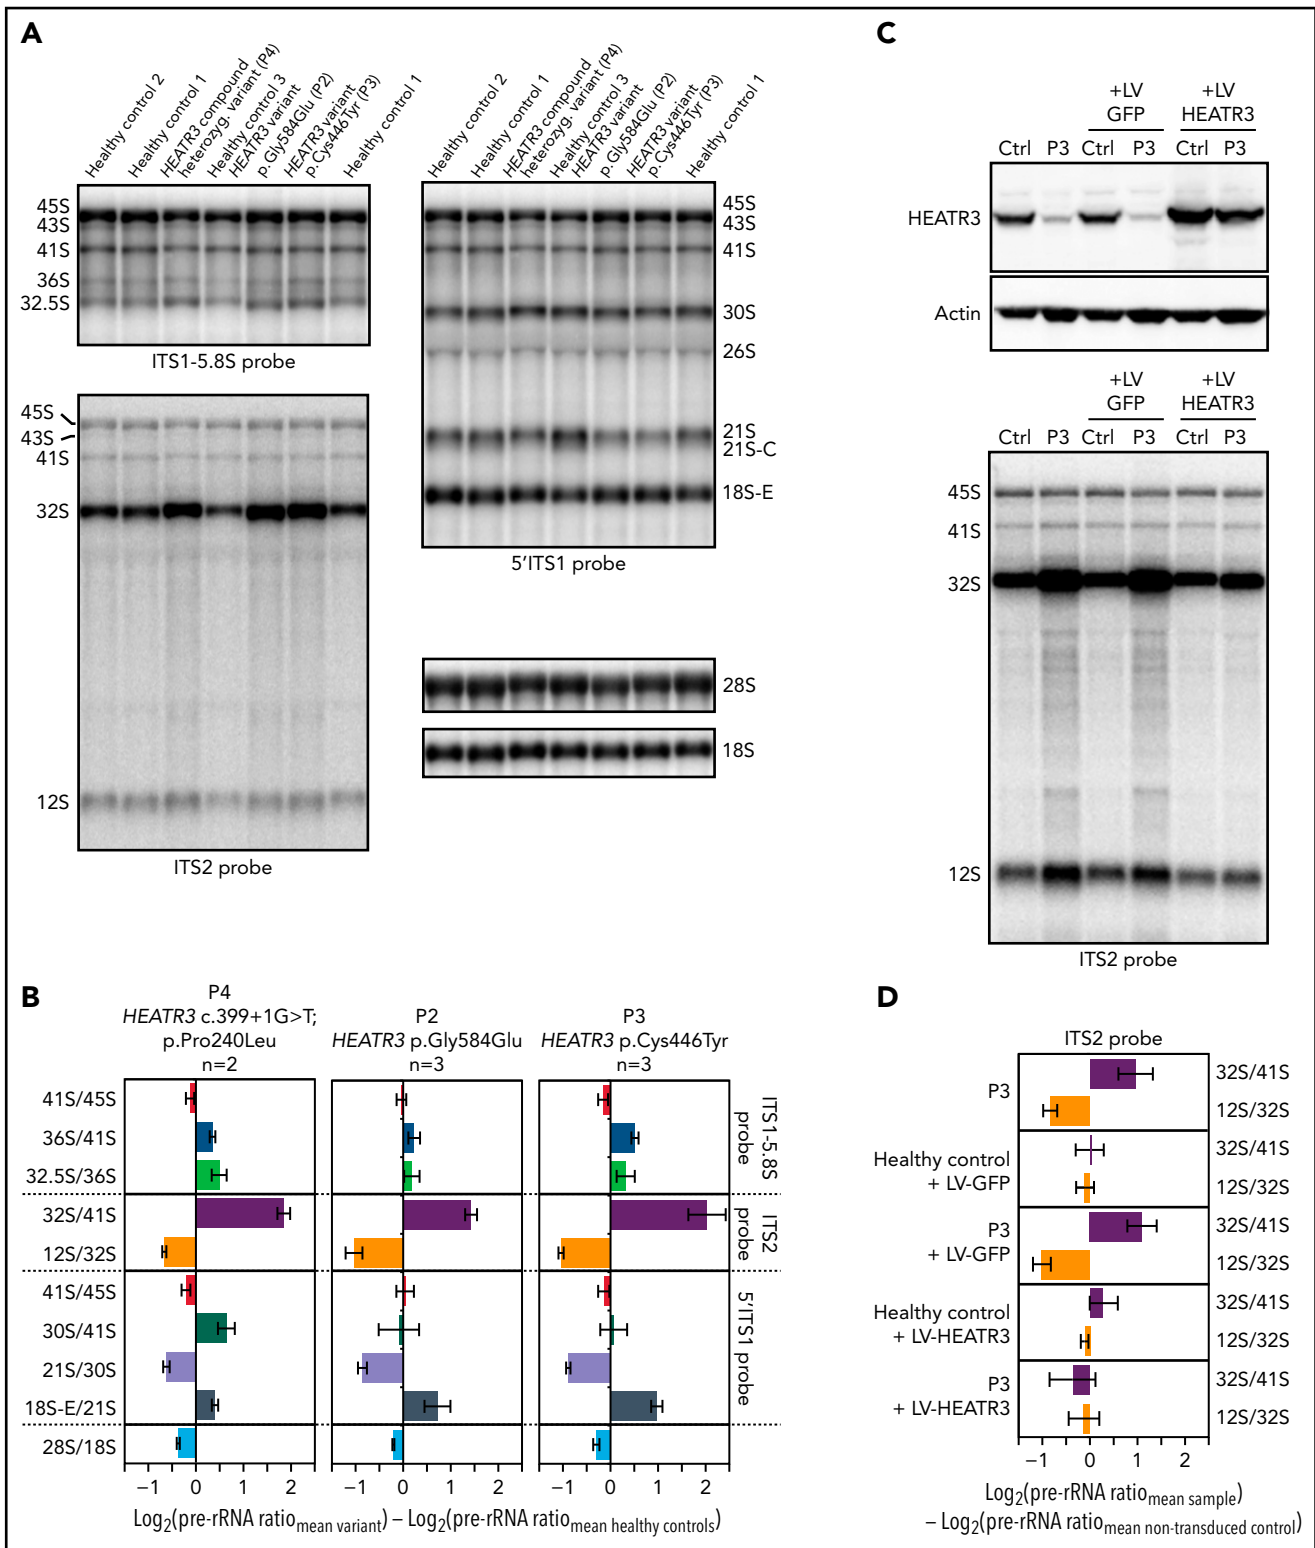 A
Healthy control 2
Healthy control 1
HEATR3 compound
heterozyg. variant (P4)
Healthy control 3
HEATR3 variant
p.Gly584Glu (P2)
HEATR3 variant
p.Cys446Tyr (P3)
Healthy control 1
45S
43S
41S
36S
32.5S
ITS1-5.8S probe
45S
43S
41S
32S
12S
ITS2 probe
Healthy control 2
Healthy control 1
HEATR3 compound
heterozyg. variant (P4)
Healthy control 3
HEATR3 variant
p.Gly584Glu (P2)
HEATR3 variant
p.Cys446Tyr (P3)
Healthy control 1
45S
43S
41S
30S
26S
21S
21S-C
18S-E
5'ITS1 probe
28S
18S
C
+LV
GFP
+LV
HEATR3
Ctrl P3 Ctrl P3 Ctrl P3
HEATR3
Actin
+LV
GFP
+LV
HEATR3
Ctrl P3 Ctrl P3 Ctrl P3
45S
41S
32S
12S
ITS2 probe
B
P4
HEATR3 c.399+1G>T;
p.Pro240Leu
n=2
P2
HEATR3 p.Gly584Glu
n=3
P3
HEATR3 p.Cys446Tyr
n=3
41S/45S
36S/41S
32.5S/36S
32S/41S
12S/32S
41S/45S
30S/41S
21S/30S
18S-E/21S
28S/18S
ITS1-5.8S
probe
ITS2
probe
5'ITS1 probe
−1 0 1 2 −1 0 1 2 −1 0 1 2
Log2(pre-rRNA ratio mean variant) − Log2(pre-rRNA ratio mean healthy controls)
D
ITS2 probe
P3
32S/41S
12S/32S
Healthy control
+ LV-GFP
32S/41S
12S/32S
P3
+ LV-GFP
32S/41S
12S/32S
Healthy control
+ LV-HEATR3
32S/41S
12S/32S
P3
+ LV-HEATR3
32S/41S
12S/32S
−1 0 1 2
Log2(pre-rRNA ratio mean sample)
− Log2(pre-rRNA ratio mean non-transduced control)